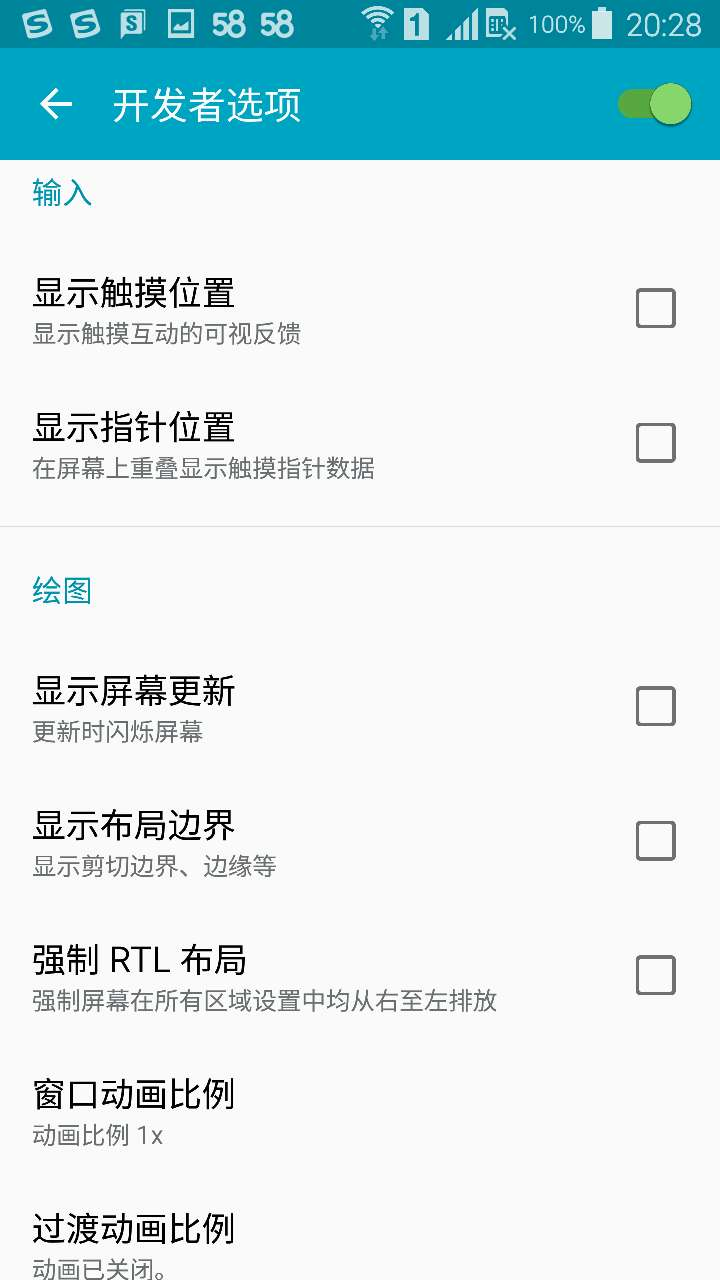 58 58 1 100% 20:28
开发者选项
输入
显示触摸位置
显示触摸互动的可视反馈
显示指针位置
在屏幕上重叠显示触摸指针数据
绘图
显示屏幕更新
更新时闪烁屏幕
显示布局边界
显示剪切边界、边缘等
强制 RTL 布局
强制屏幕在所有区域设置中均从右至左排放
窗口动画比例
动画比例 1x
过渡动画比例
动画已关闭。